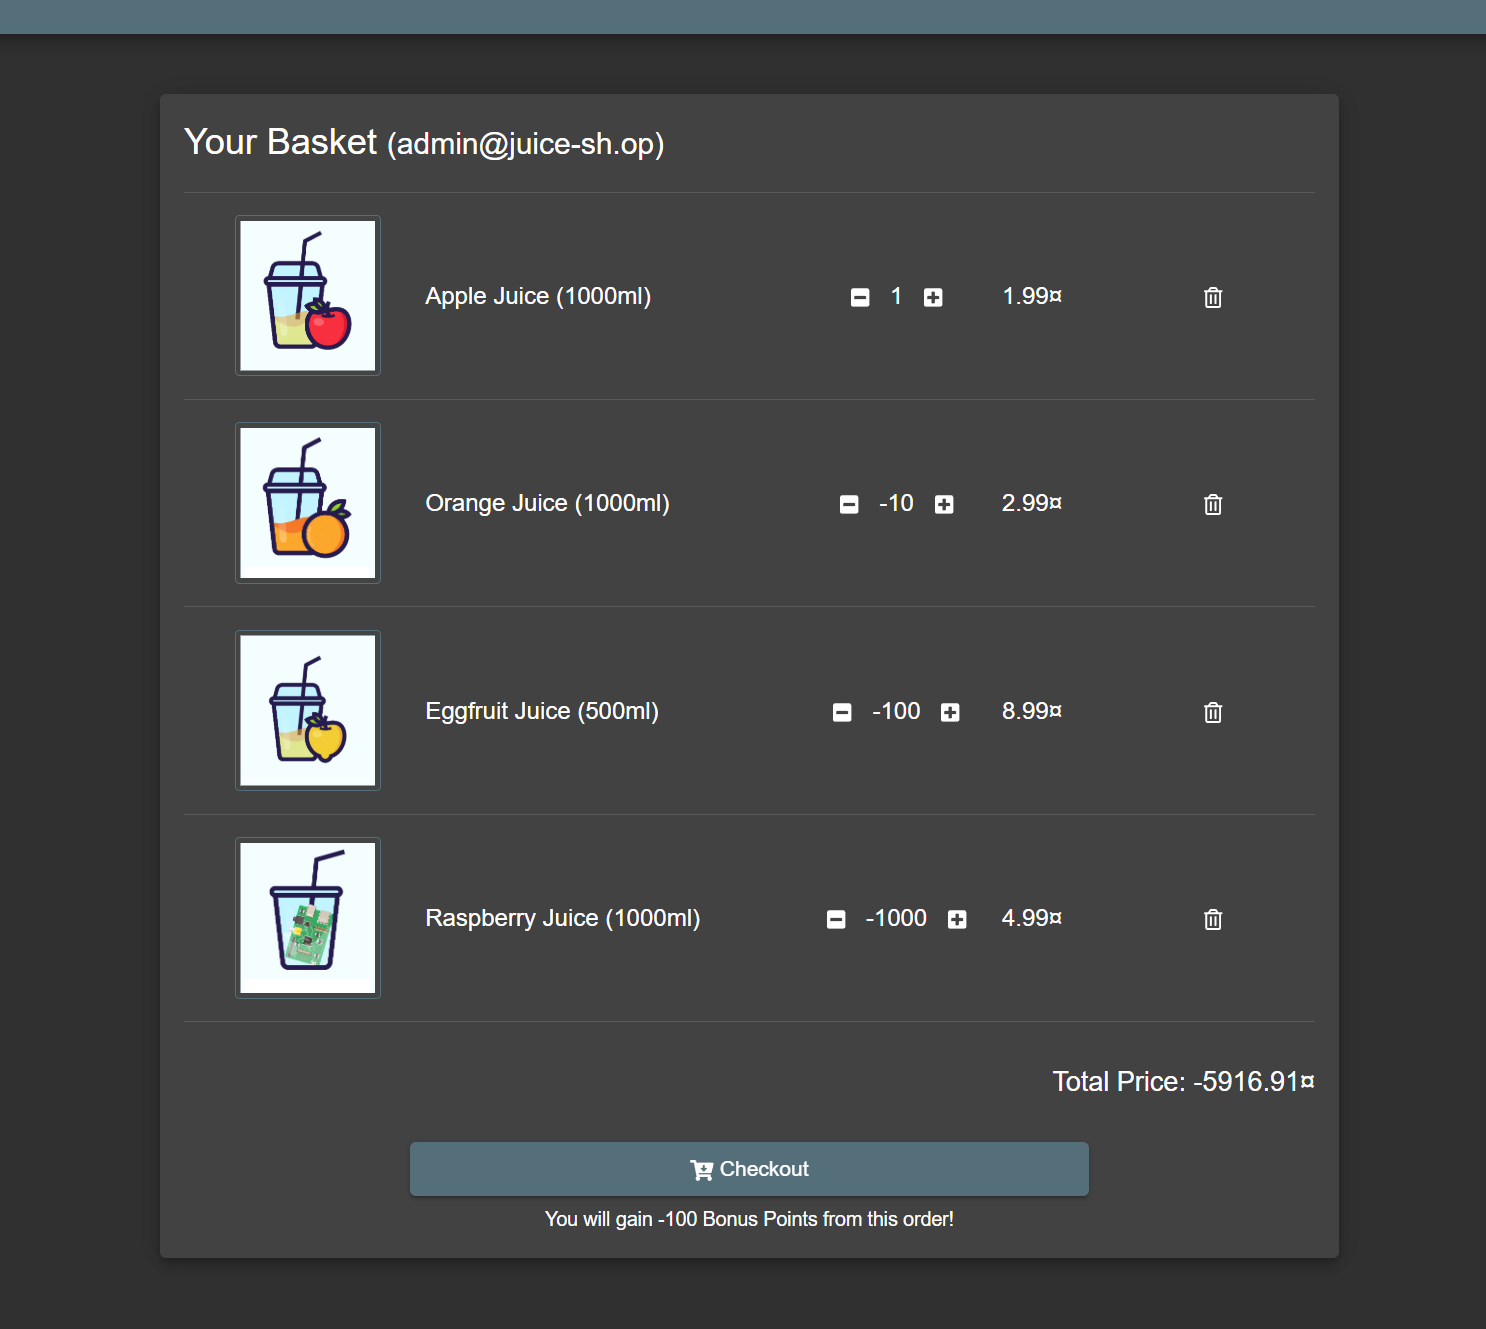 Your Basket (admin@juice-sh.op)
Apple Juice (1000ml) 1 1.99¤
Orange Juice (1000ml) -10 2.99¤
Eggfruit Juice (500ml) -100 8.99¤
Raspberry Juice (1000ml) -1000 4.99¤
Total Price: -5916.91¤
Checkout
You will gain -100 Bonus Points from this order!